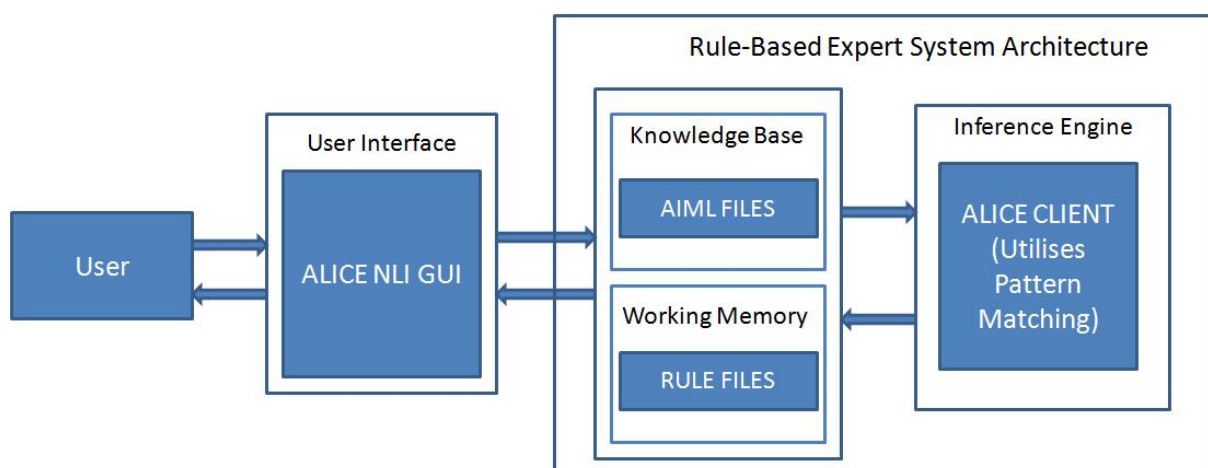 Rule-Based Expert System Architecture
User Interface
Knowledge Base
Inference Engine
AIML FILES
ALICE CLIENT
(Utilises
Pattern
Matching)
User
ALICE NLI GUI
Working Memory
RULE FILES